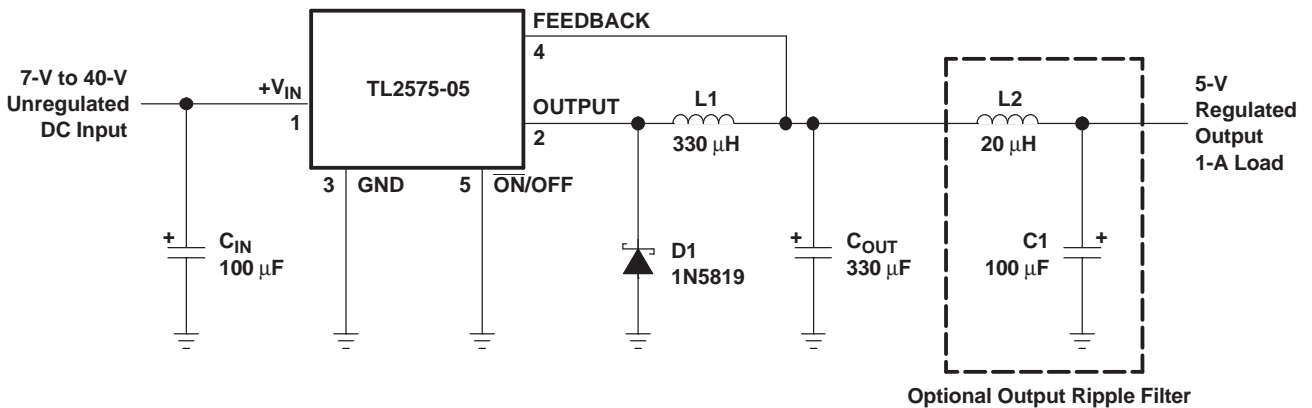 FEEDBACK
4
7-V to 40-V
Unregulated
DC Input
+VIN
1
TL2575-05
OUTPUT
2
L1
330 μH
L2
20 μH
5-V
Regulated
Output
1-A Load
3 GND
5 ON/OFF
+
CIN
100 μF
D1
1N5819
+
COUT
330 μF
C1
100 μF
+
Optional Output Ripple Filter